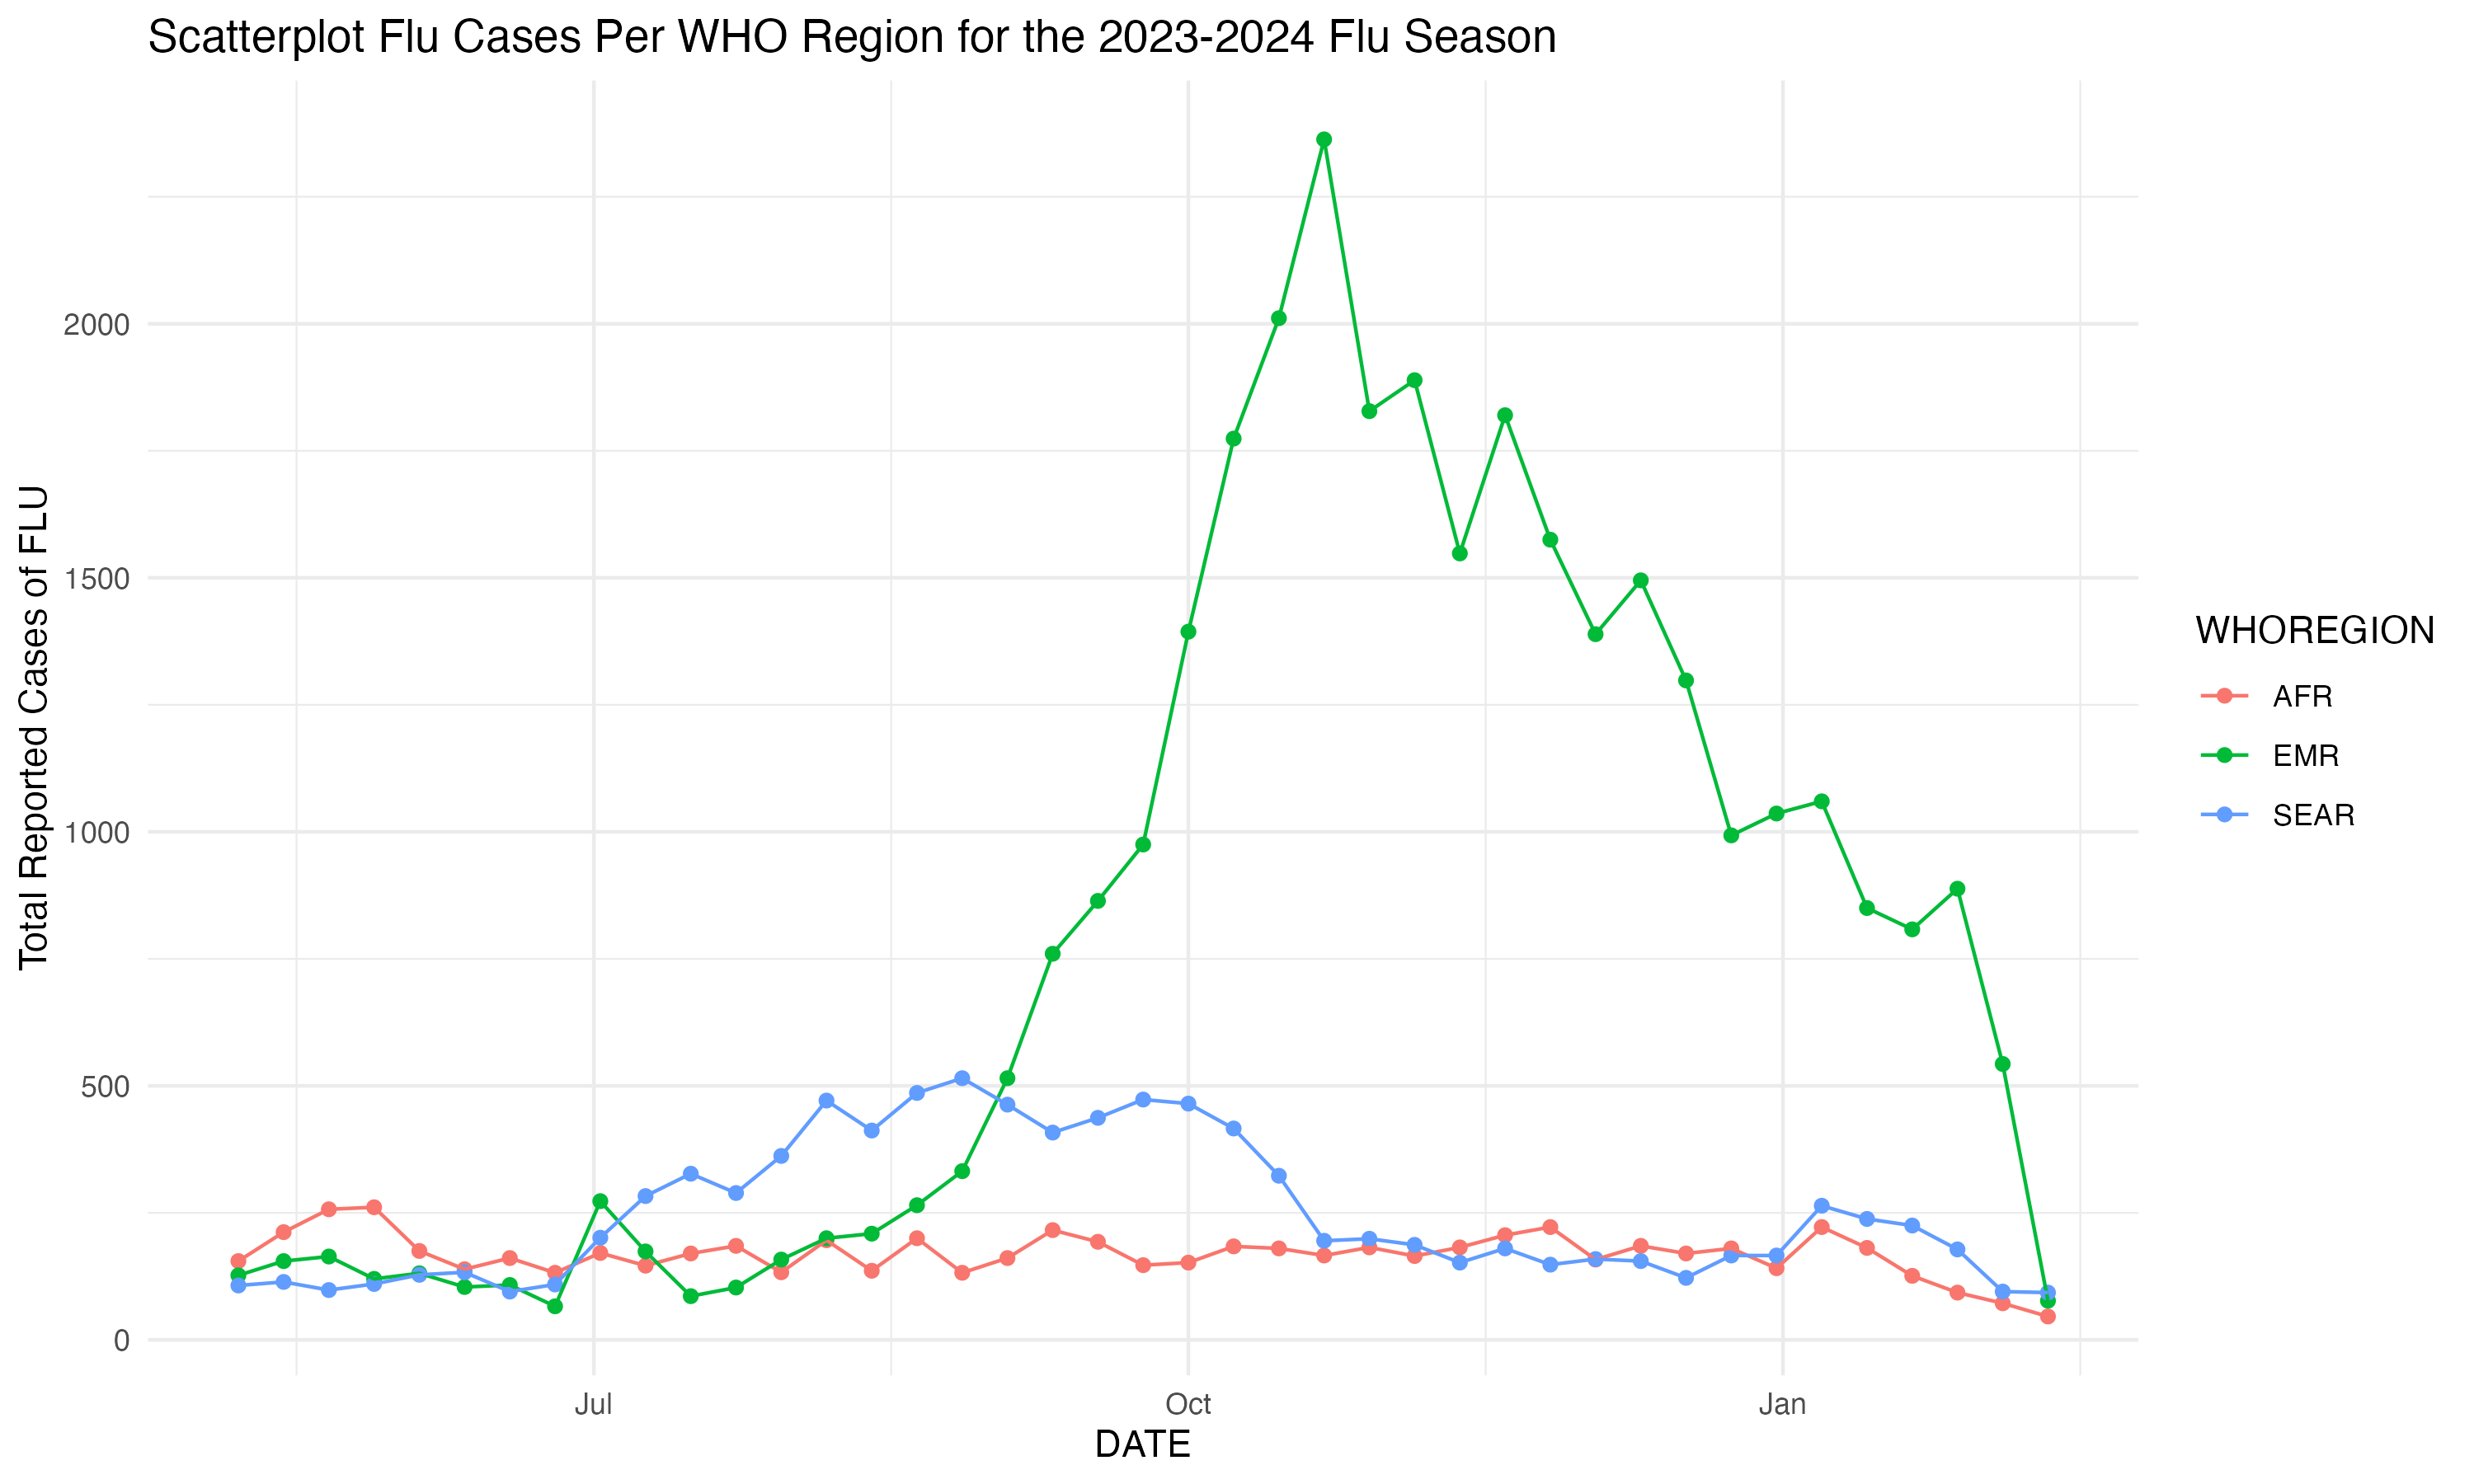 Scatterplot Flu Cases Per WHO Region for the 2023-2024 Flu Season
Total Reported Cases of FLU
2000
1500
1000
500
0
Jul
Oct
Jan
DATE
WHOREGION
AFR
EMR
SEAR